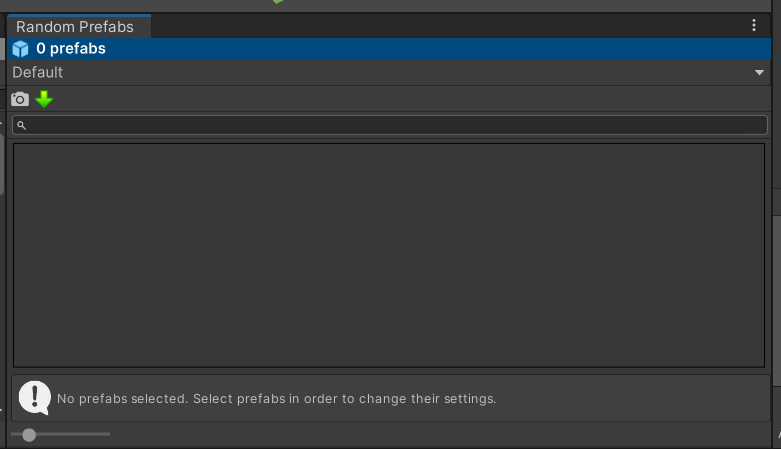 Random Prefabs
0 prefabs
Default
No prefabs selected. Select prefabs in order to change their settings.